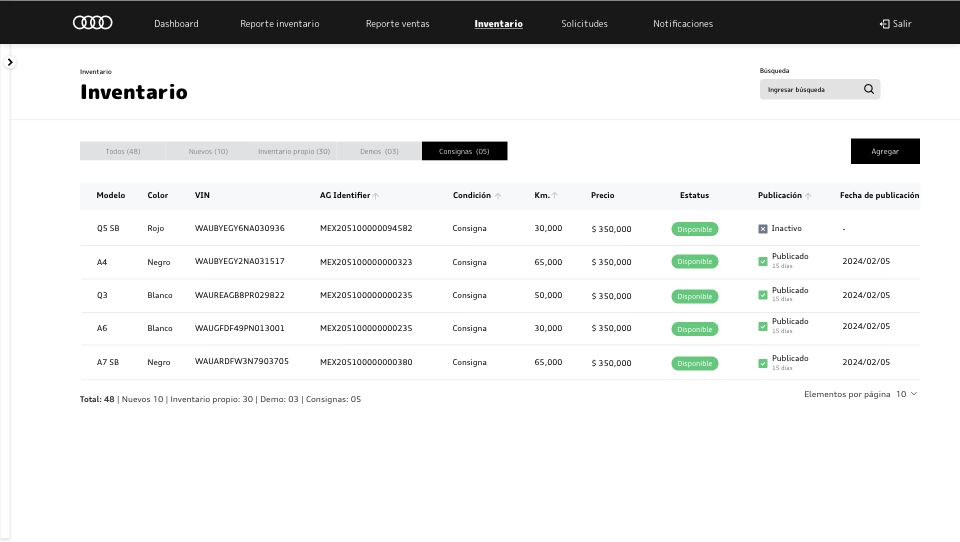 Dashboard Reporte inventario Reporte ventas Inventario Solicitudes Notificaciones Salir
Inventario
Inventario
Búsqueda
Ingresar búsqueda
Todos (48) Nuevos (10) Inventario propio (30) Demos (03) Consignas (05)
Agregar
Modelo Color VIN AG Identifier Condición Km. Precio Estatus Publicación Fecha de publicación
Q5 SB Rojo WAUBYEGY6NA030936 MEX205100000094582 Consigna 30,000 $ 350,000 Disponible Inactivo -
A4 Negro WAUBYEGY2NA031517 MEX205100000000323 Consigna 65,000 $ 350,000 Disponible Publicado 2024/02/05
15 días
Q3 Blanco WAUREAGB8PR029822 MEX205100000000235 Consigna 50,000 $ 350,000 Disponible Publicado 2024/02/05
15 días
A6 Blanco WAUGFDF49PN013001 MEX205100000000235 Consigna 30,000 $ 350,000 Disponible Publicado 2024/02/05
15 días
A7 SB Negro WAUARDFW3N7903705 MEX205100000000380 Consigna 65,000 $ 350,000 Disponible Publicado 2024/02/05
15 días
Total: 48 | Nuevos 10 | Inventario propio: 30 | Demo: 03 | Consignas: 05
Elementos por página 10